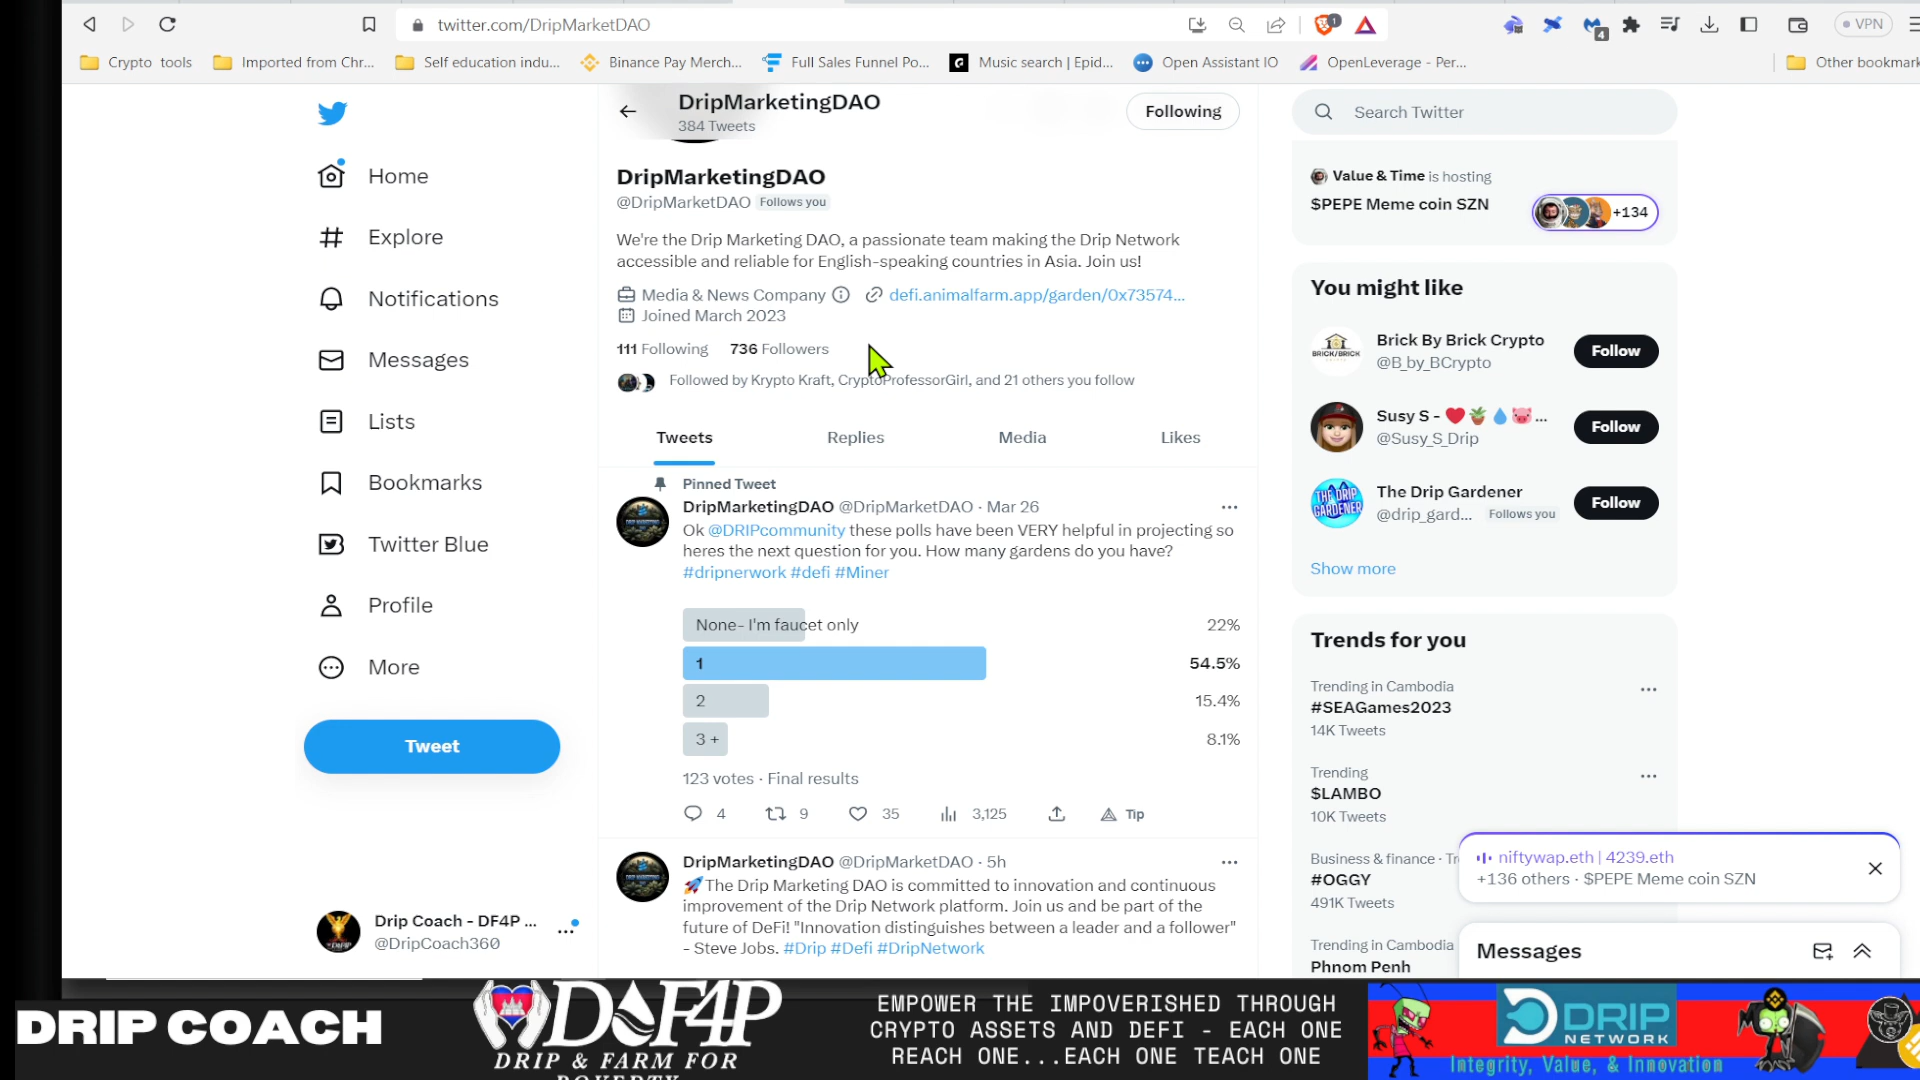 twitter.com/DripMarketDAO
1
4
VPN
Crypto tools
Imported from Chr...
Self education indu...
Binance Pay Merch...
Full Sales Funnel Po...
Music search | Epid...
Open Assistant IO
OpenLeverage - Per...
Other bookmark
Home
Explore
Notifications
Messages
Lists
Bookmarks
Twitter Blue
Profile
More
Tweet
Drip Coach - DF4P ...
@DripCoach360
DripMarketingDAO
384 Tweets
Following
DripMarketingDAO
@DripMarketDAO Follows you
We're the Drip Marketing DAO, a passionate team making the Drip Network
accessible and reliable for English-speaking countries in Asia. Join us!
Media & News Company defi.animalfarm.app/garden/0x73574...
Joined March 2023
111 Following 736 Followers
Followed by Krypto Kraft, CryptoProfessorGirl, and 21 others you follow
Tweets Replies Media Likes
Pinned Tweet
DripMarketingDAO @DripMarketDAO · Mar 26
Ok @DRIPcommunity these polls have been VERY helpful in projecting so
heres the next question for you. How many gardens do you have?
#dripnerwork #defi #Miner
None- I'm faucet only 22%
1 54.5%
2 15.4%
3 + 8.1%
123 votes · Final results
4 9 35 3,125 Tip
DripMarketingDAO @DripMarketDAO · 5h
🚀The Drip Marketing DAO is committed to innovation and continuous
improvement of the Drip Network platform. Join us and be part of the
future of DeFi! "Innovation distinguishes between a leader and a follower"
- Steve Jobs. #Drip #Defi #DripNetwork
Search Twitter
Value & Time is hosting
$PEPE Meme coin SZN
+134
You might like
Brick By Brick Crypto
@B_by_BCrypto
Follow
BRICK/BRICK
Susy S - ❤️🪴💧🐷 ...
@Susy_S_Drip
Follow
THE DRIP
GARDENER
The Drip Gardener
@drip_gard... Follows you
Follow
Show more
Trends for you
Trending in Cambodia
#SEAGames2023
14K Tweets
Trending
$LAMBO
10K Tweets
Business & finance · Tr
#OGGY
491K Tweets
Trending in Cambodia
Phnom Penh
niftywap.eth | 4239.eth
+136 others · $PEPE Meme coin SZN
Messages
DRIP COACH
DF4P
DRIP & FARM FOR
POVERTY
EMPOWER THE IMPOVERISHED THROUGH
CRYPTO ASSETS AND DEFI - EACH ONE
REACH ONE...EACH ONE TEACH ONE
DRIP
NETWORK
Integrity, Value, & Innovation